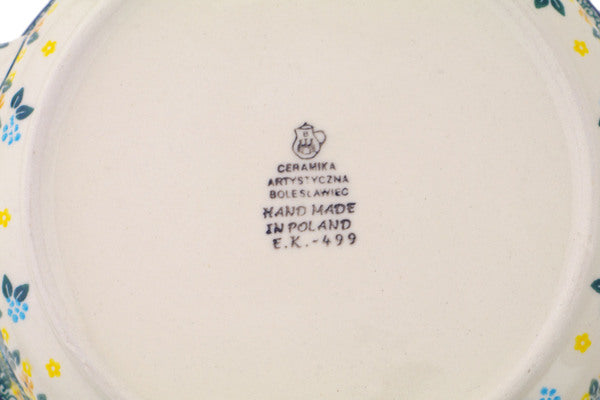 CERAMIKA
ARTYSTYCZNA
BOLESŁAWIEC
HAND MADE
IN POLAND
E.K.-499